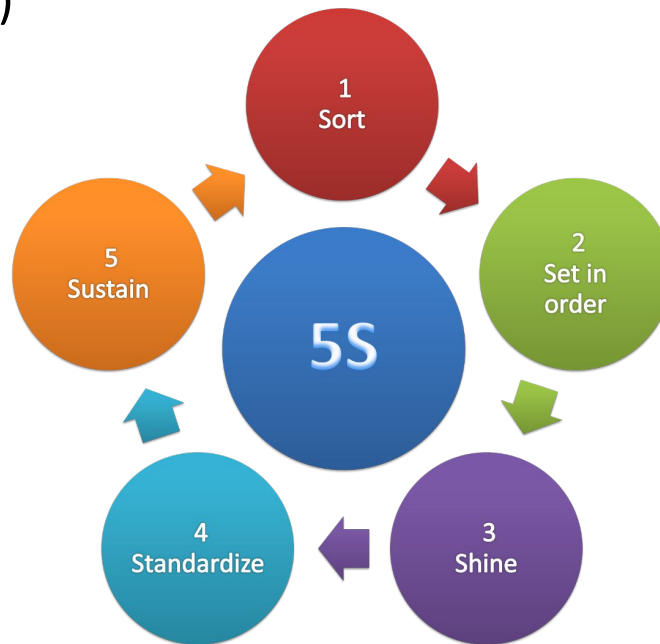 )
1
Sort
2
Set in
order
3
Shine
4
Standardize
5
Sustain
5S